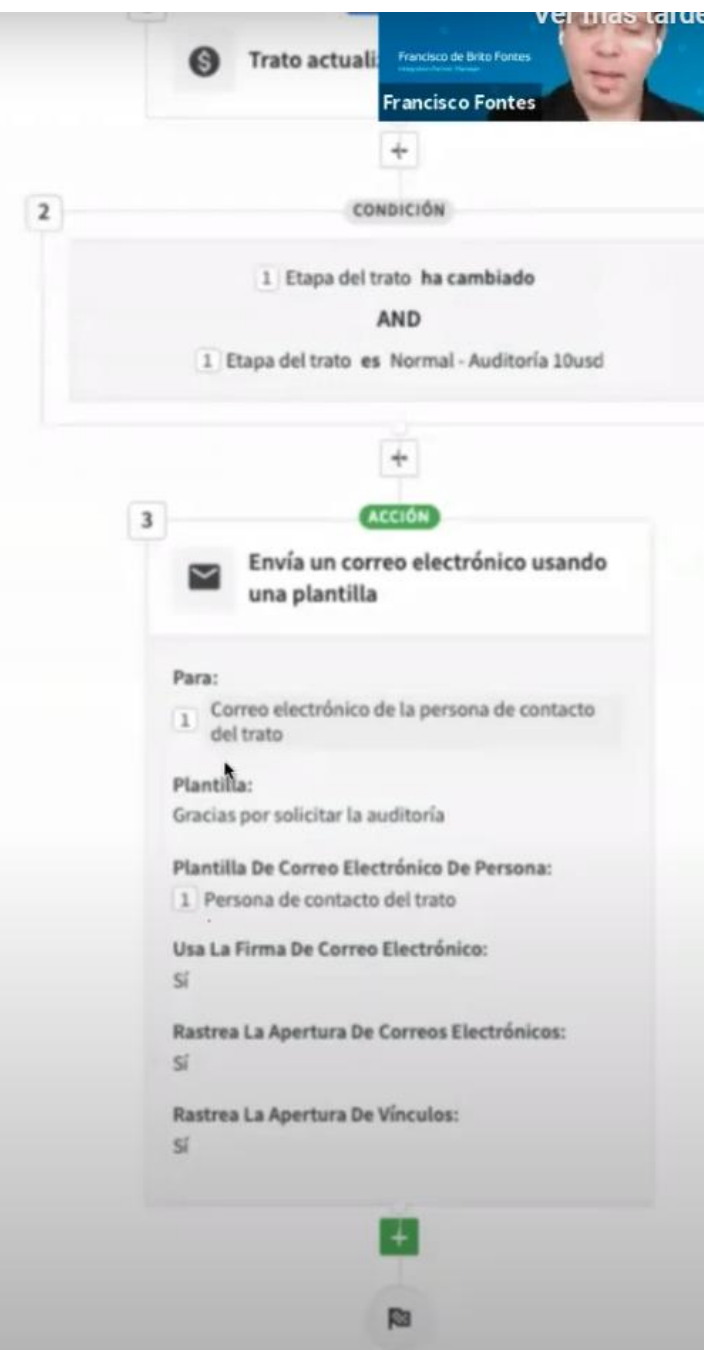 Ver más tarde
Trato actuali
Francisco de Brito Fontes
Francisco Fontes
2
CONDICIÓN
1 Etapa del trato ha cambiado
AND
1 Etapa del trato es Normal - Auditoría 10usd
3
ACCIÓN
Envía un correo electrónico usando
una plantilla
Para:
1 Correo electrónico de la persona de contacto
del trato
Plantilla:
Gracias por solicitar la auditoría
Plantilla De Correo Electrónico De Persona:
1 Persona de contacto del trato
Usa La Firma De Correo Electrónico:
Sí
Rastrea La Apertura De Correos Electrónicos:
Sí
Rastrea La Apertura De Vínculos:
Sí